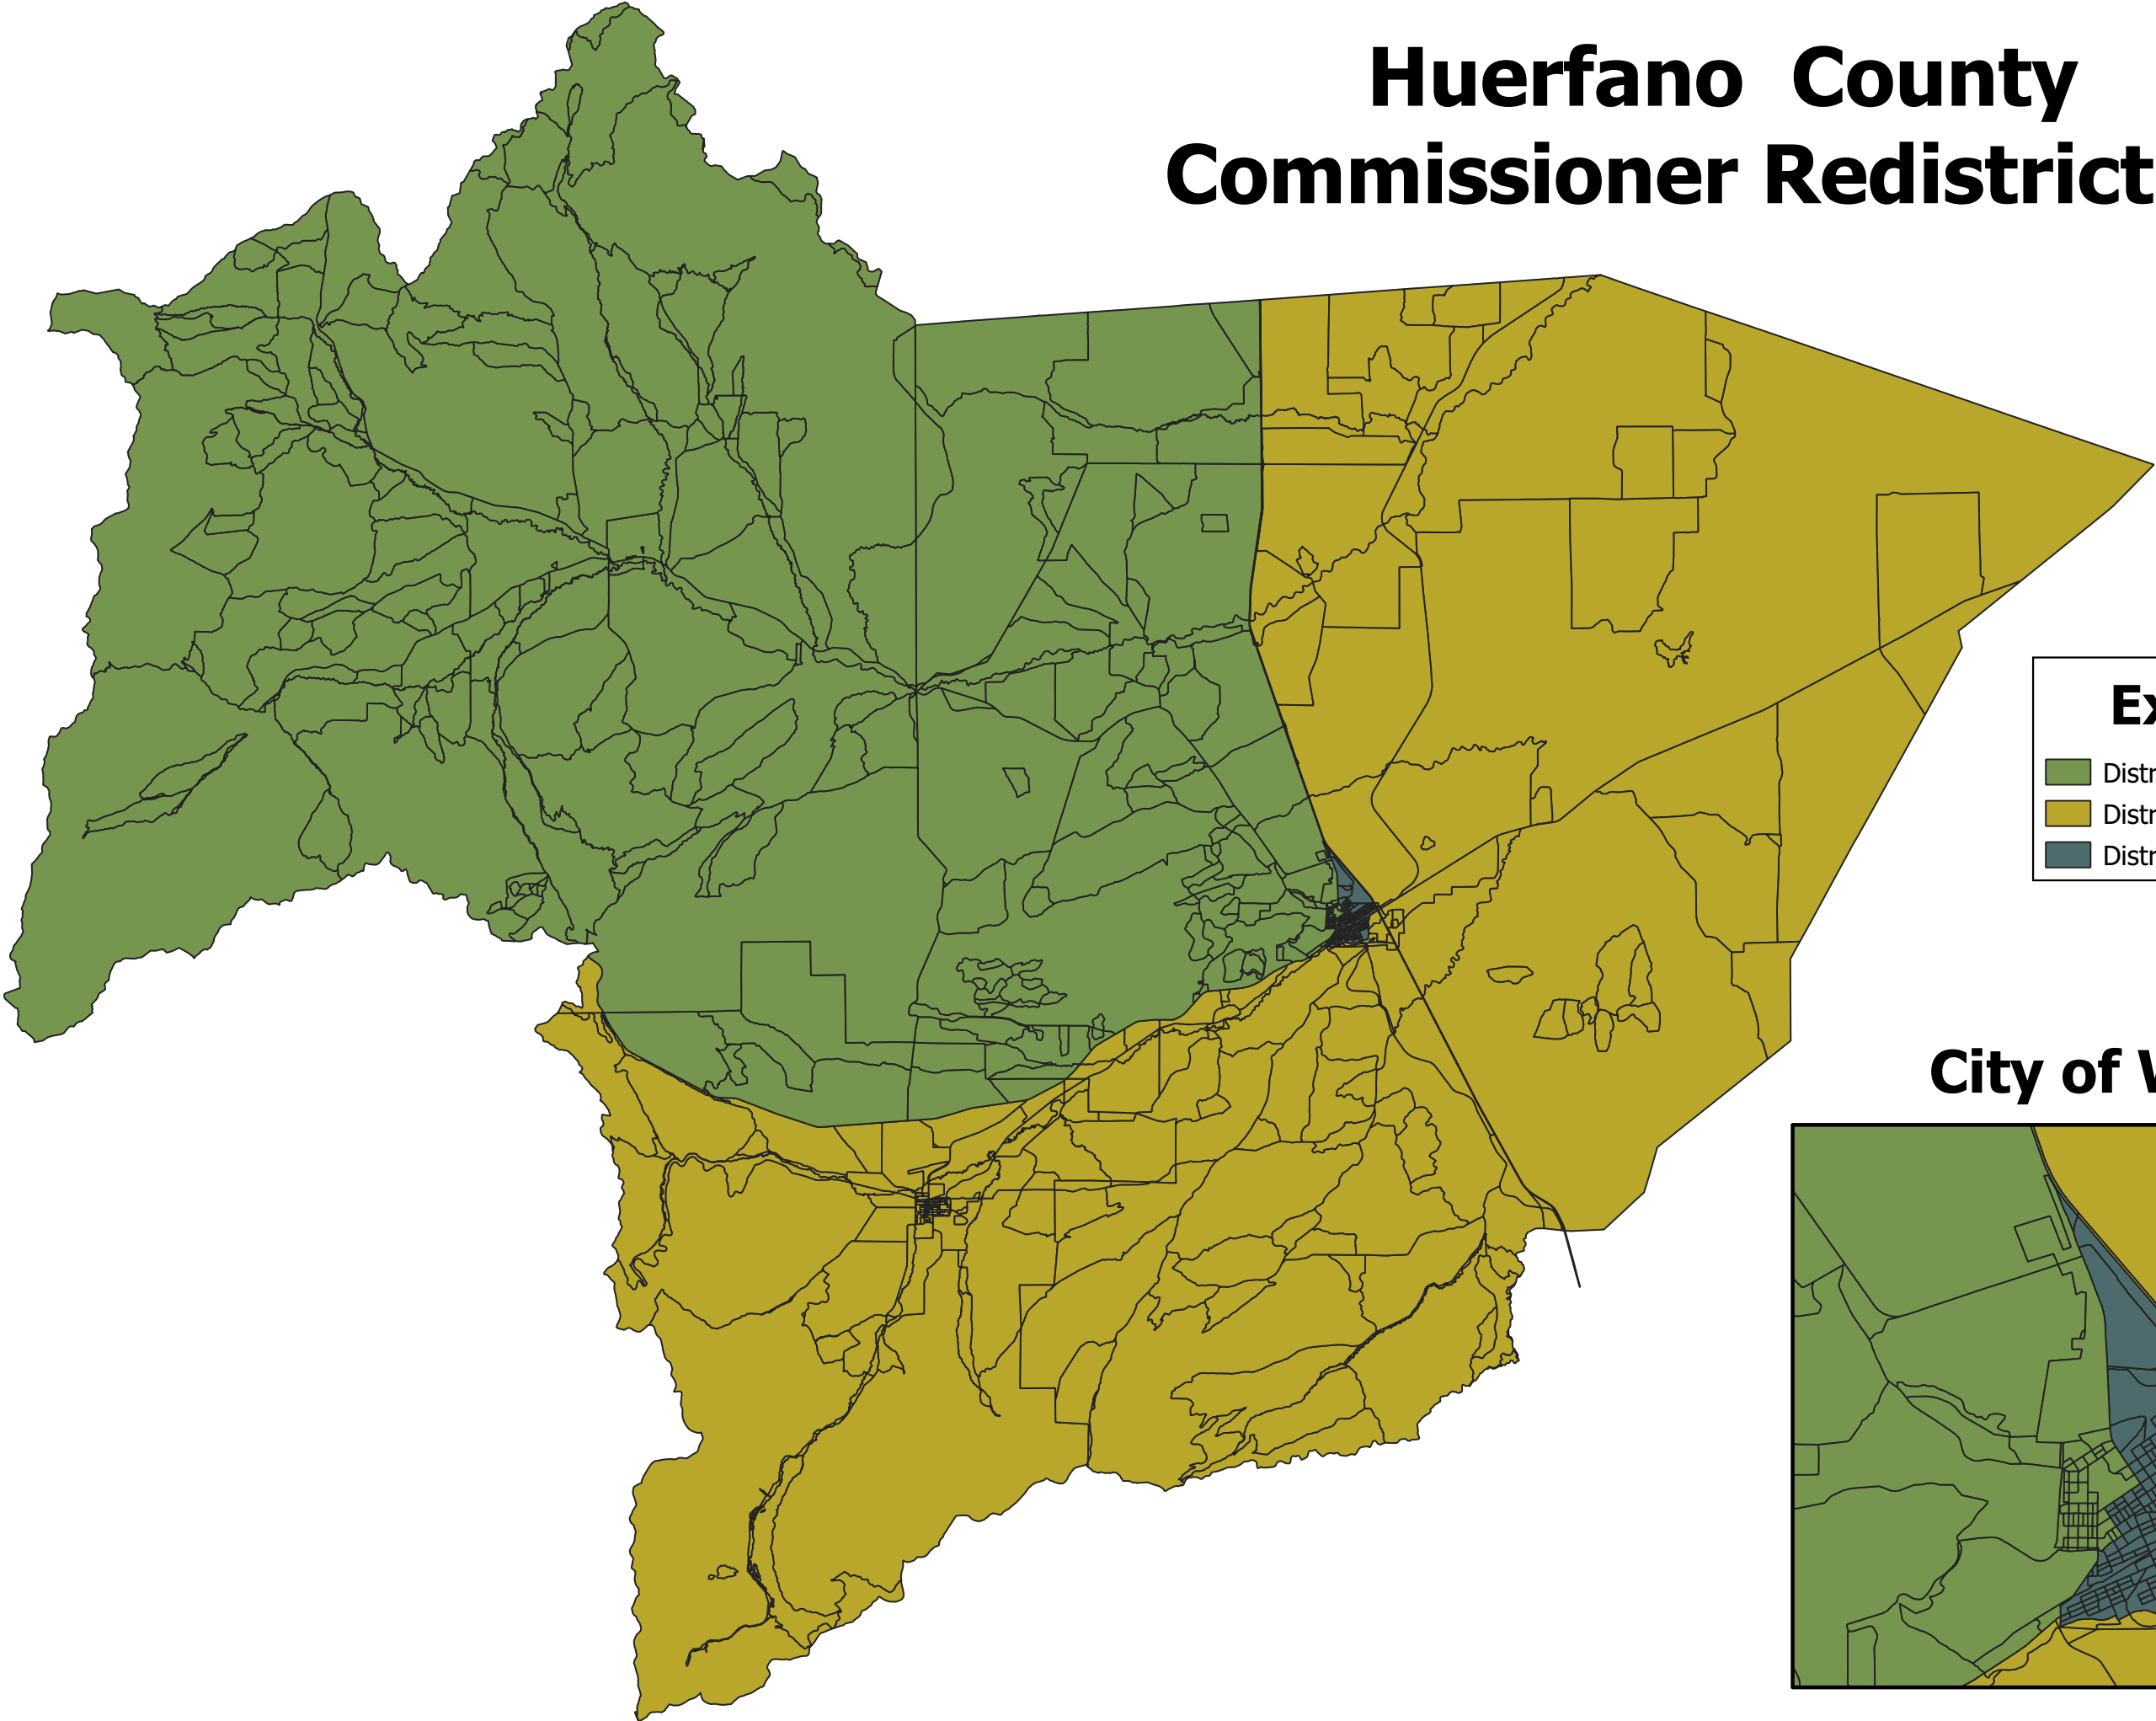 Huerfano County
Commissioner Redistrict
Ex
Distr
Distr
Distr
City of